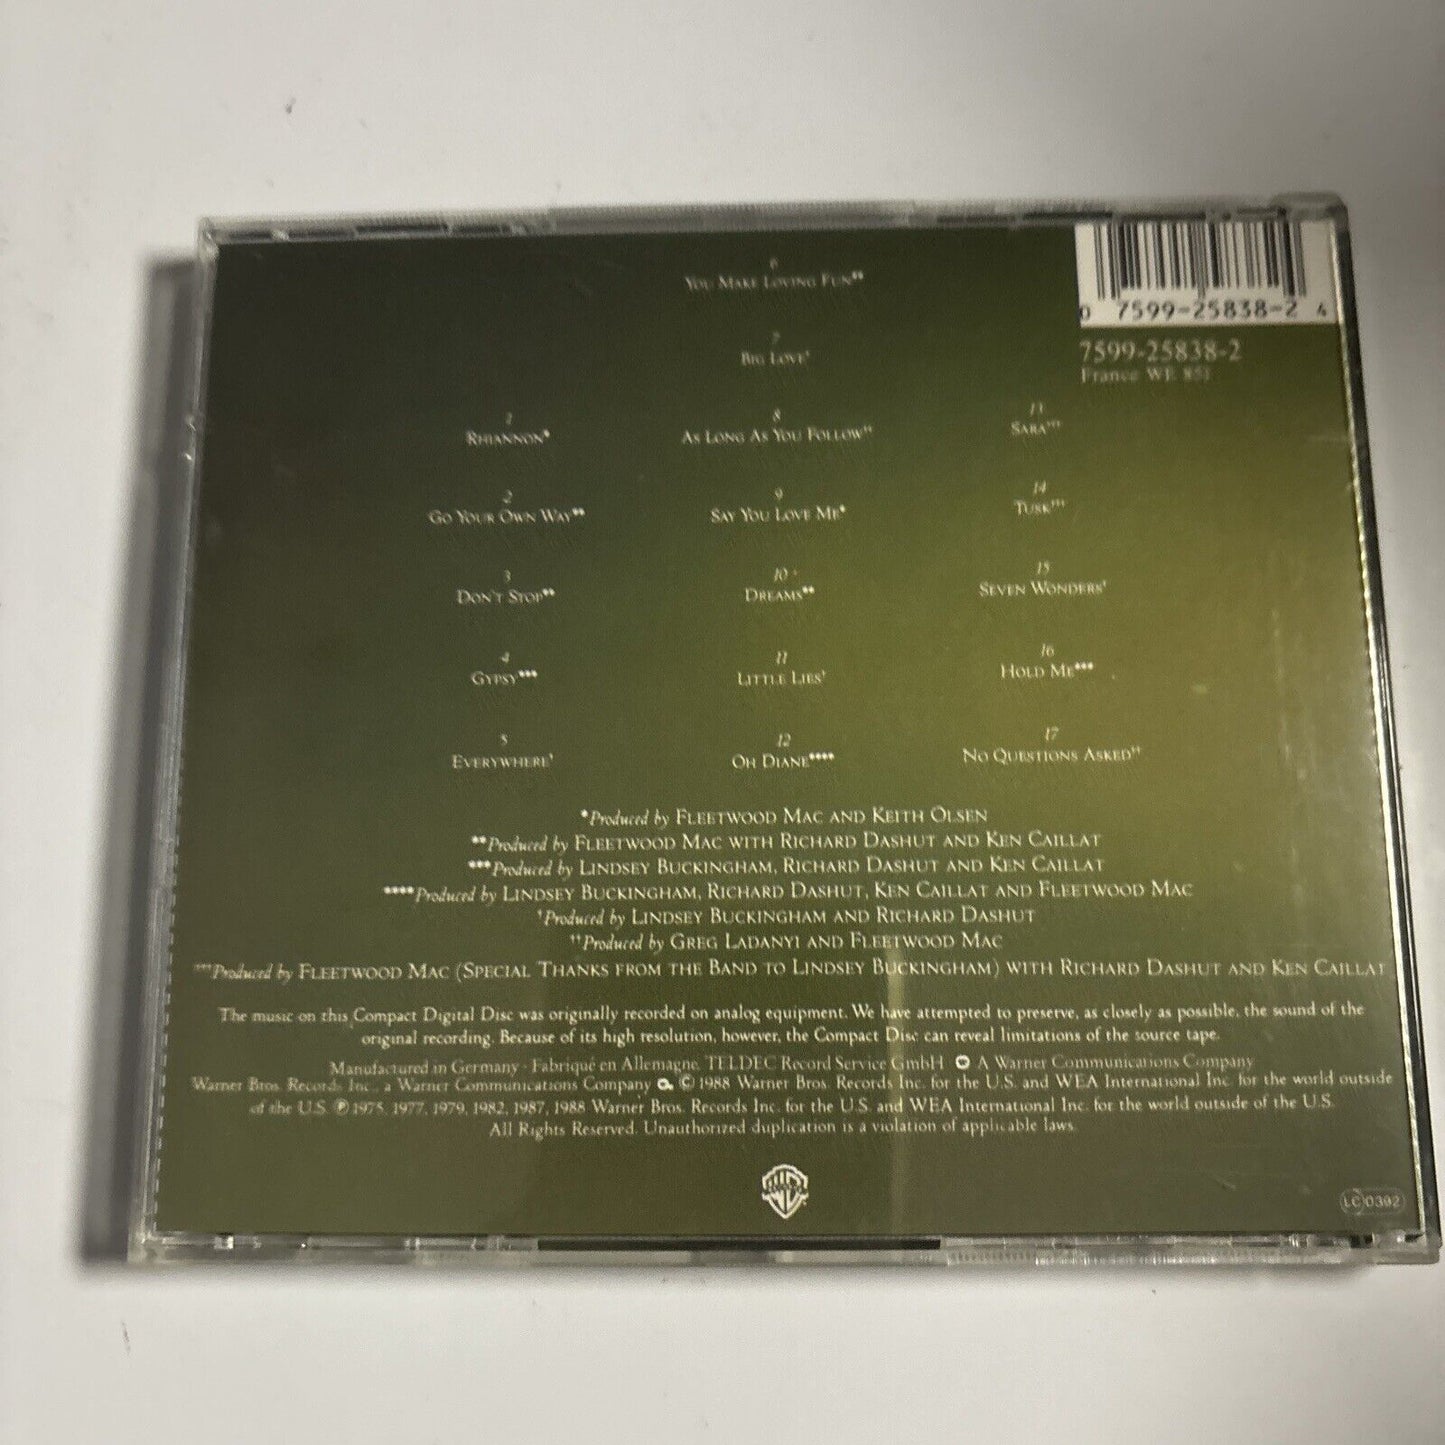 0 7599-25838-2 4
7599-25838-2
France WE 851
1
RHIANNON*
2
GO YOUR OWN WAY**
3
DON'T STOP**
4
GYPSY***
5
EVERYWHERE†
6
YOU MAKE LOVING FUN**
7
BIG LOVE†
8
AS LONG AS YOU FOLLOW††
9
SAY YOU LOVE ME*
10
DREAMS**
11
LITTLE LIES†
12
OH DIANE****
13
SARA†††
14
TUSK†††
15
SEVEN WONDERS†
16
HOLD ME***
17
NO QUESTIONS ASKED††
*Produced by FLEETWOOD MAC AND KEITH OLSEN
**Produced by FLEETWOOD MAC WITH RICHARD DASHUT AND KEN CAILLAT
***Produced by LINDSEY BUCKINGHAM, RICHARD DASHUT AND KEN CAILLAT
****Produced by LINDSEY BUCKINGHAM, RICHARD DASHUT, KEN CAILLAT AND FLEETWOOD MAC
†Produced by LINDSEY BUCKINGHAM AND RICHARD DASHUT
††Produced by GREG LADANYI AND FLEETWOOD MAC
†††Produced by FLEETWOOD MAC (SPECIAL THANKS FROM THE BAND TO LINDSEY BUCKINGHAM) WITH RICHARD DASHUT AND KEN CAILLAT
The music on this Compact Digital Disc was originally recorded on analog equipment. We have attempted to preserve, as closely as possible, the sound of the
original recording. Because of its high resolution, however, the Compact Disc can reveal limitations of the source tape.
Manufactured in Germany · Fabriqué en Allemagne. TELDEC Record Service GmbH A Warner Communications Company
Warner Bros. Records Inc., a Warner Communications Company © 1988 Warner Bros. Records Inc. for the U.S. and WEA International Inc. for the world outside
of the U.S. ℗ 1975, 1977, 1979, 1982, 1987, 1988 Warner Bros. Records Inc. for the U.S. and WEA International Inc. for the world outside of the U.S.
All Rights Reserved. Unauthorized duplication is a violation of applicable laws.
LC 0392